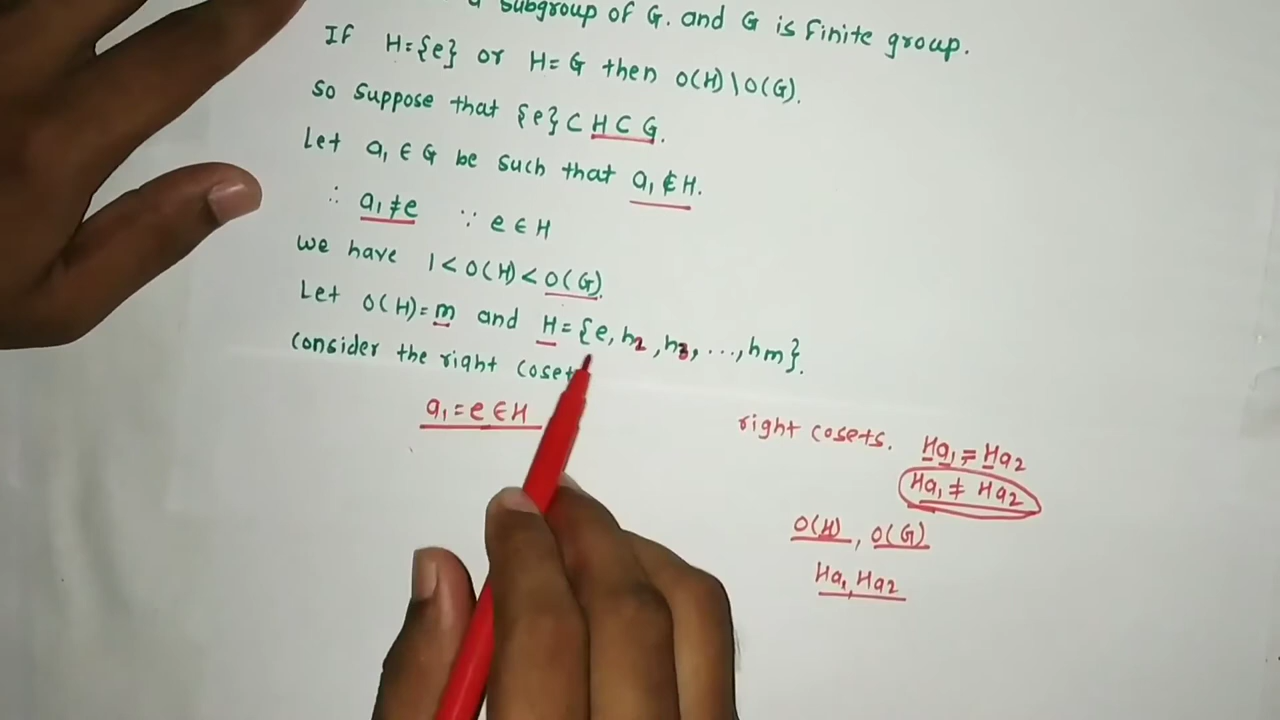 a subgroup of G. and G is finite group.
If H={e} or H=G then O(H)\O(G).
So suppose that {e}⊂H⊂G.
Let a₁∈G be such that a₁∉H.
∴ a₁≠e ∵ e∈H
we have 1<O(H)<O(G).
Let O(H)=m and H={e,h₂,h₃,...,hm}.
consider the right coset
a₁=e∈H
right cosets. Ha₁=Ha₂
Ha₁≠Ha₂
O(H), O(G)
Ha₁,Ha₂